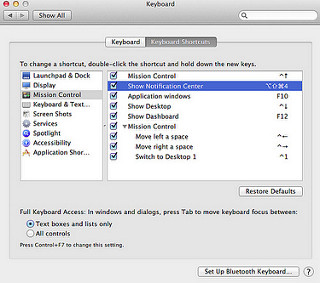 Keyboard
Show All
Keyboard
Keyboard Shortcuts
To change a shortcut, double-click the shortcut and hold down the new keys.
Launchpad & Dock
Display
Mission Control
Keyboard & Text...
Screen Shots
Services
Spotlight
Accessibility
Application Shor...
Mission Control ^↑
Show Notification Center ⌥⇧⌘4
Application windows F10
Show Desktop ^↓
Show Dashboard F12
Mission Control
Move left a space ^←
Move right a space ^→
Switch to Desktop 1 ^1
Restore Defaults
Full Keyboard Access: In windows and dialogs, press Tab to move keyboard focus between:
Text boxes and lists only
All controls
Press Control+F7 to change this setting.
Set Up Bluetooth Keyboard...
?